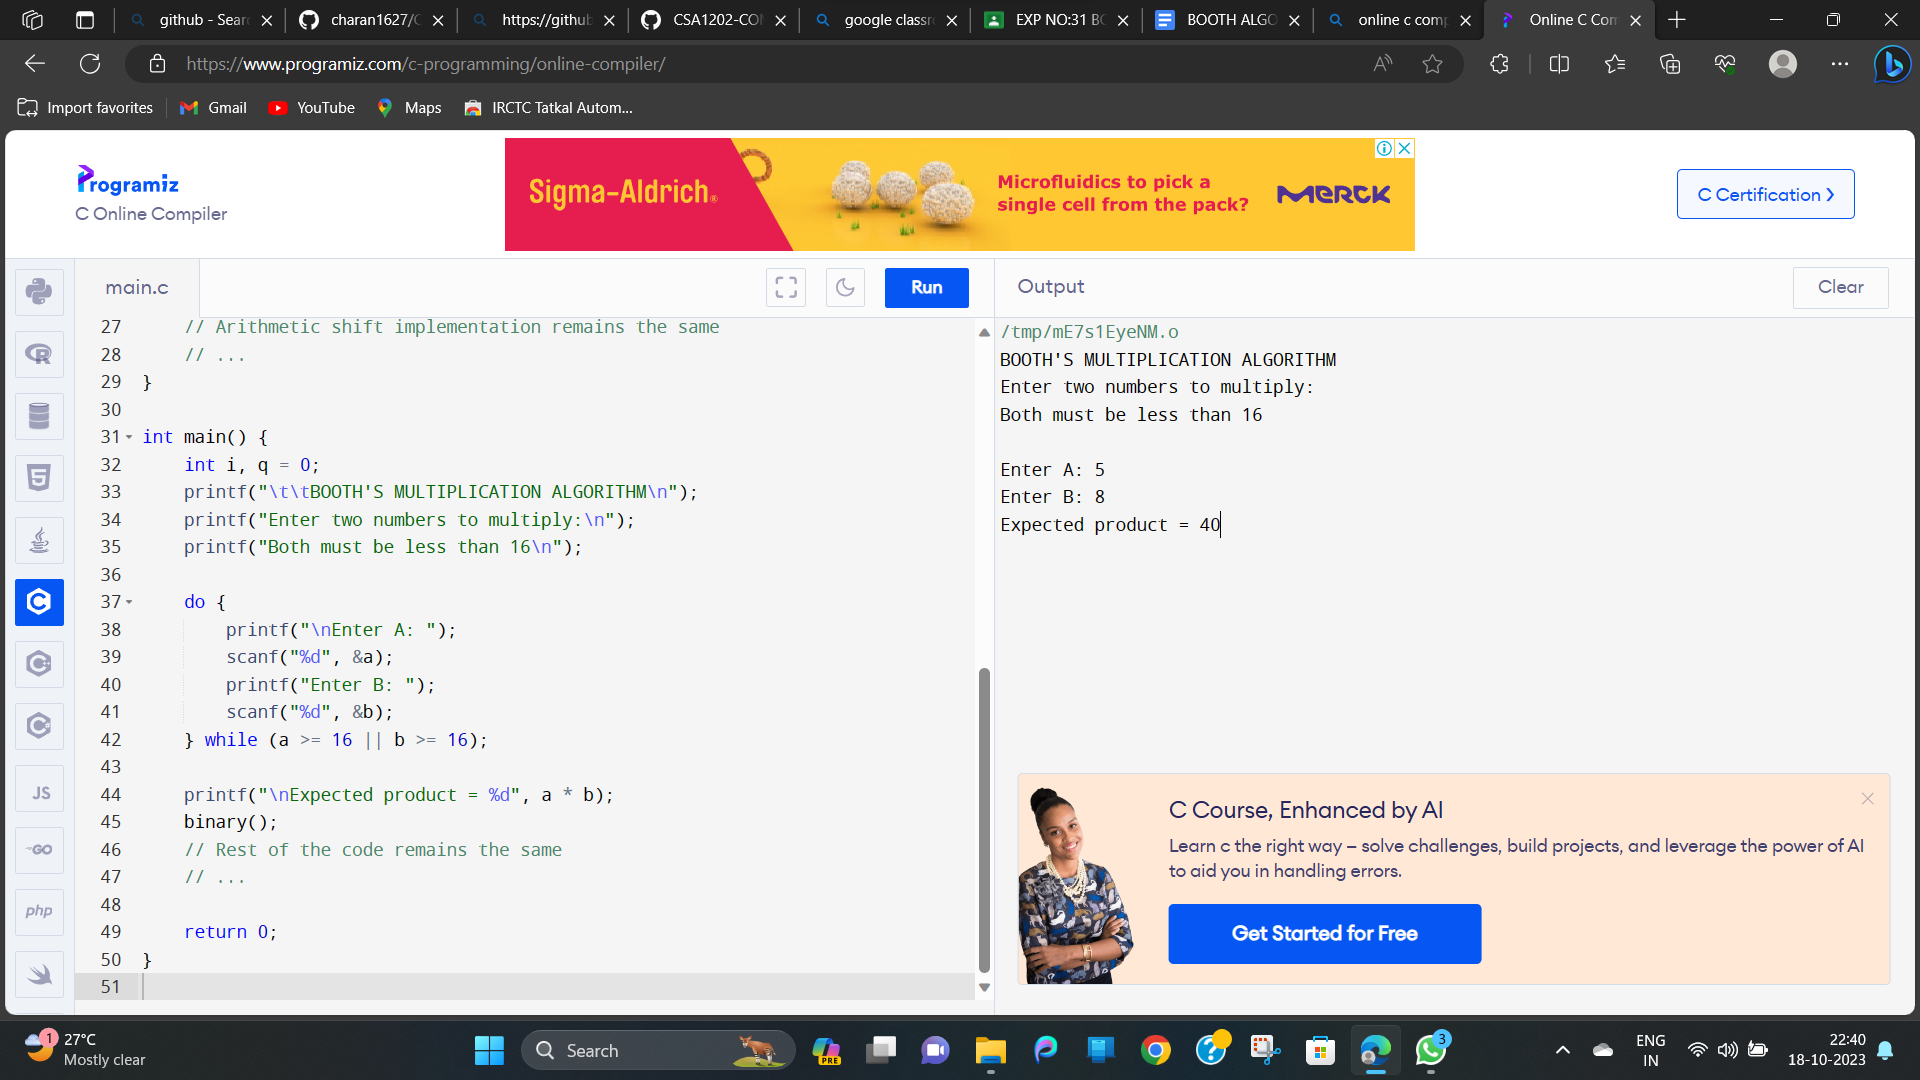 github - Sear
charan1627/C
https://github
CSA1202-COM
google classr
EXP NO:31 BO
BOOTH ALGO
online c comp
Online C Com
https://www.programiz.com/c-programming/online-compiler/
Import favorites
Gmail
YouTube
Maps
IRCTC Tatkal Autom...
Programiz
C Online Compiler
Sigma-Aldrich®
Microfluidics to pick a
single cell from the pack?
MERCK
C Certification
main.c
Run
Output
Clear
27 // Arithmetic shift implementation remains the same
28 // ...
29 }
30
31 int main() {
32 int i, q = 0;
33 printf("\t\tBOOTH'S MULTIPLICATION ALGORITHM\n");
34 printf("Enter two numbers to multiply:\n");
35 printf("Both must be less than 16\n");
36
37 do {
38 printf("\nEnter A: ");
39 scanf("%d", &a);
40 printf("Enter B: ");
41 scanf("%d", &b);
42 } while (a >= 16 || b >= 16);
43
44 printf("\nExpected product = %d", a * b);
45 binary();
46 // Rest of the code remains the same
47 // ...
48
49 return 0;
50 }
51
/tmp/mE7s1EyeNM.o
BOOTH'S MULTIPLICATION ALGORITHM
Enter two numbers to multiply:
Both must be less than 16
Enter A: 5
Enter B: 8
Expected product = 40
C Course, Enhanced by AI
Learn c the right way – solve challenges, build projects, and leverage the power of AI
to aid you in handling errors.
Get Started for Free
JS
GO
php
1
27°C
Mostly clear
Search
PRE
3
ENG
IN
22:40
18-10-2023